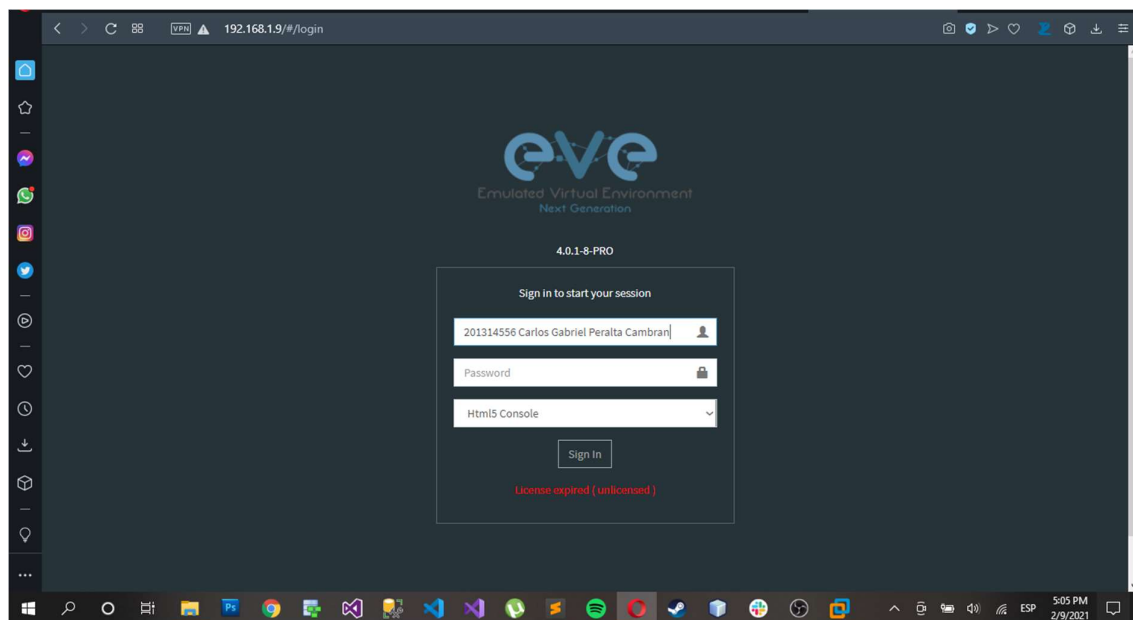 VPN
192.168.1.9/#/login
eve
Emulated Virtual Environment
Next Generation
4.0.1-8-PRO
Sign in to start your session
201314556 Carlos Gabriel Peralta Cambran
Password
Html5 Console
Sign In
License expired ( unlicensed )
Ps
ESP
5:05 PM
2/9/2021